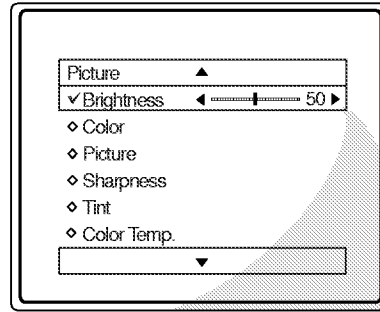 Picture ▲
✓Brightness ◀ 50 ▶
◇ Color
◇ Picture
◇ Sharpness
◇ Tint
◇ Color Temp.
▼